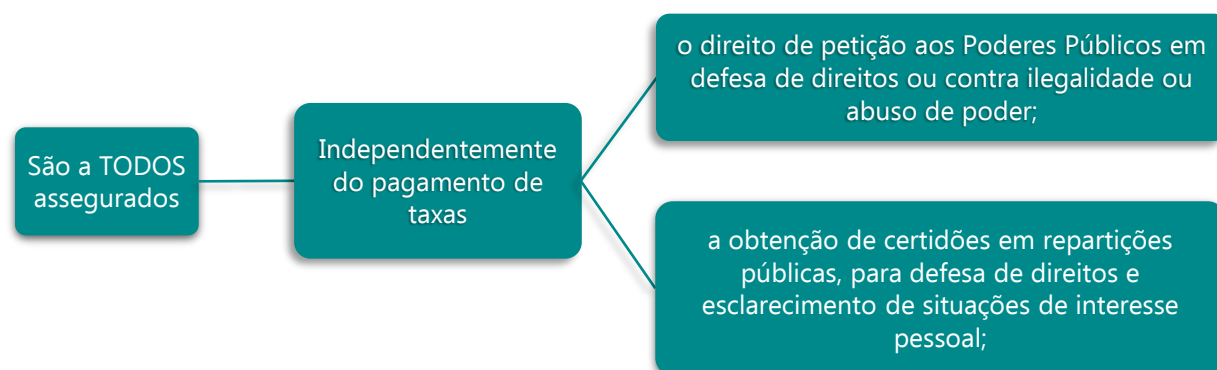 São a TODOS
assegurados
Independentemente
do pagamento de
taxas
o direito de petição aos Poderes Públicos em
defesa de direitos ou contra ilegalidade ou
abuso de poder;
a obtenção de certidões em repartições
públicas, para defesa de direitos e
esclarecimento de situações de interesse
pessoal;